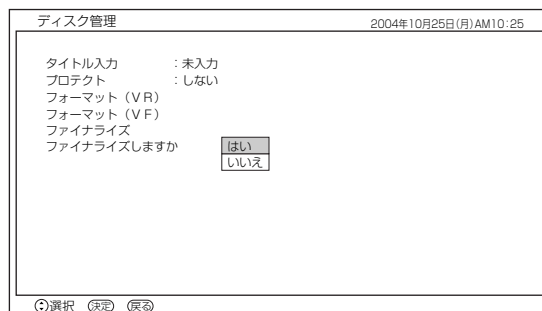 ディスク管理 2004年10月25日(月)AM10:25
タイトル入力 :未入力
プロテクト :しない
フォーマット(VR)
フォーマット(VF)
ファイナライズ
ファイナライズしますか はい
いいえ
選択 決定 戻る